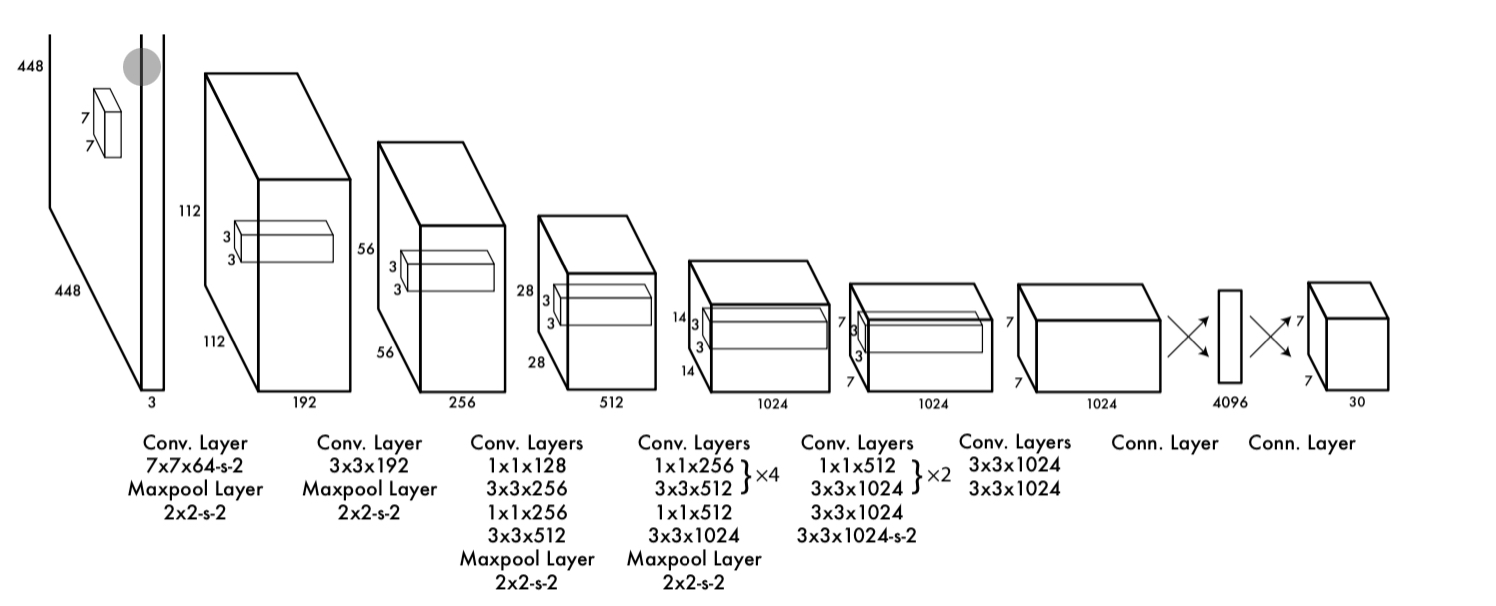 448
7
7
448
3
112
3
3
112
192
56
3
3
56
256
28
3
3
28
512
14
3
3
14
1024
7
3
3
7
1024
7
7
1024
4096
7
7
30
Conv. Layer
7x7x64-s-2
Maxpool Layer
2x2-s-2
Conv. Layer
3x3x192
Maxpool Layer
2x2-s-2
Conv. Layers
1x1x128
3x3x256
1x1x256
3x3x512
Maxpool Layer
2x2-s-2
Conv. Layers
1x1x256
3x3x512
} ×4
1x1x512
3x3x1024
Maxpool Layer
2x2-s-2
Conv. Layers
1x1x512
3x3x1024
} ×2
3x3x1024
3x3x1024-s-2
Conv. Layers
3x3x1024
3x3x1024
Conn. Layer
Conn. Layer